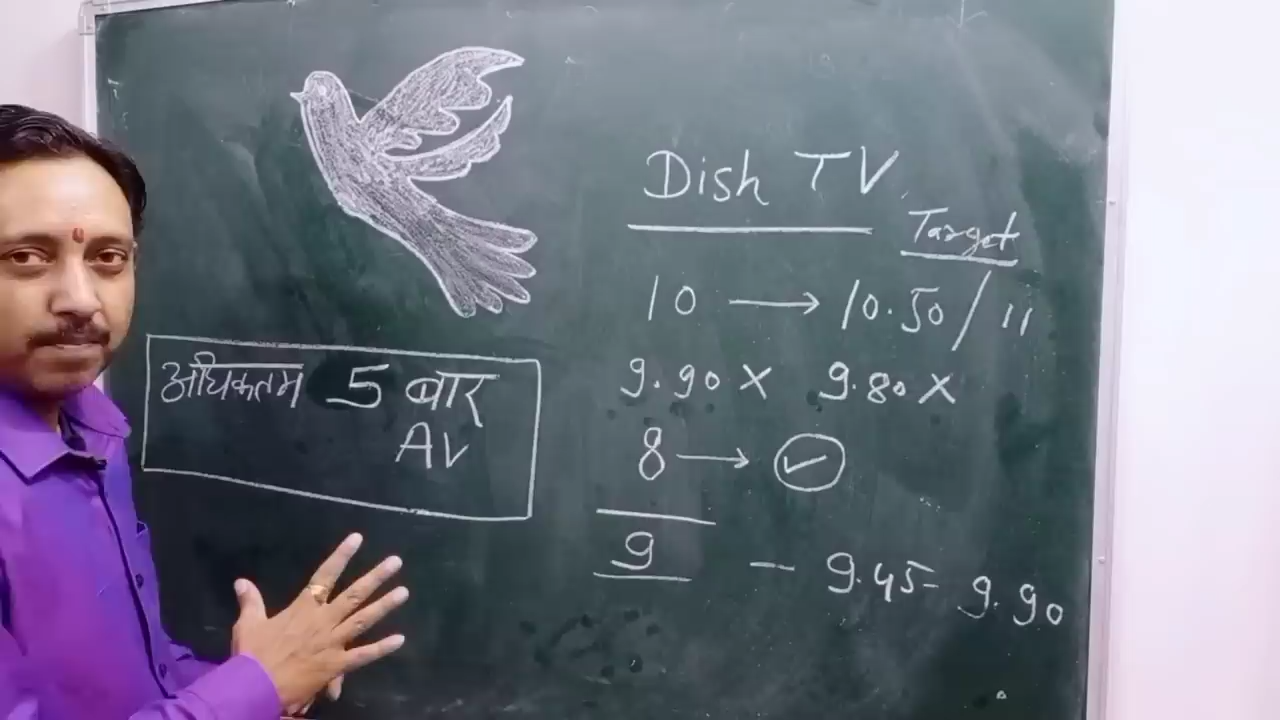 Dish TV
Target
10 → 10.50 / 11
9.90 X 9.80 X
8 → ✓
9 - 9.45 - 9.90
अधिकतम 5 बार
AV